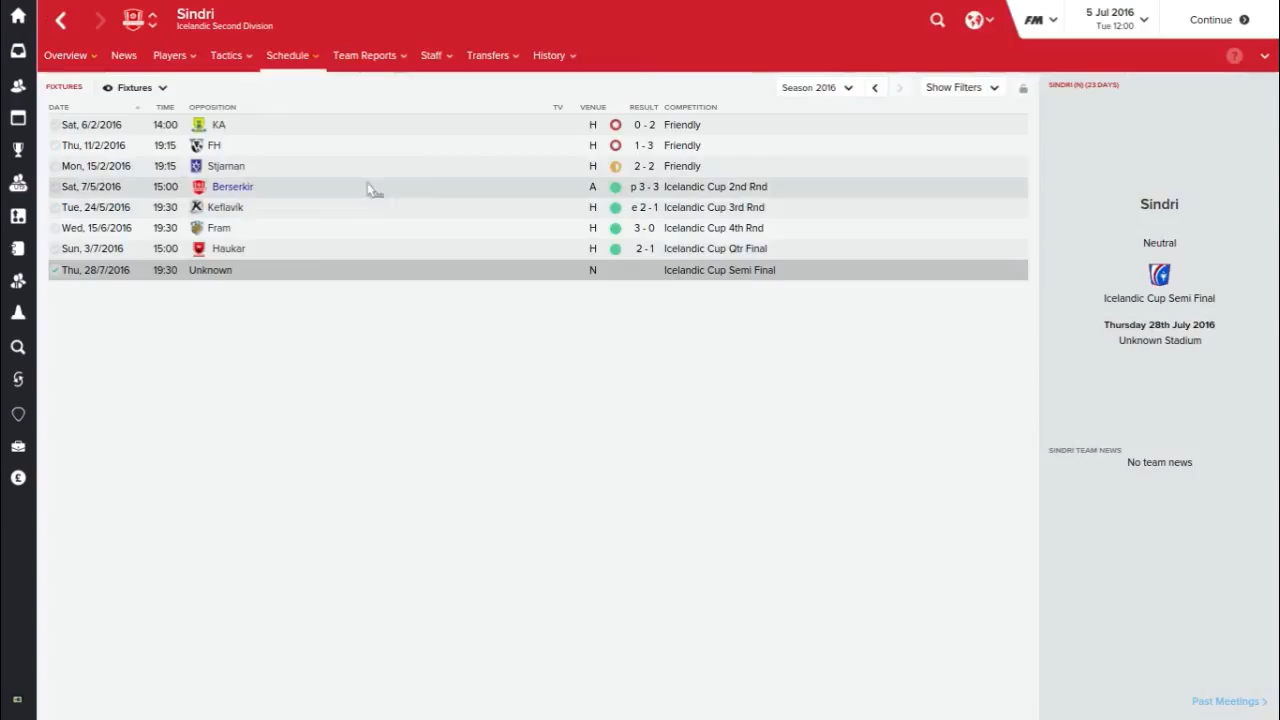 Sindri
Icelandic Second Division
FM
5 Jul 2016
Tue 12:00
Continue
Overview News Players Tactics Schedule Team Reports Staff Transfers History
?
FIXTURES Fixtures Season 2016 Show Filters
DATE TIME OPPOSITION TV VENUE RESULT COMPETITION
Sat, 6/2/2016 14:00 KA H 0 - 2 Friendly
Thu, 11/2/2016 19:15 FH H 1 - 3 Friendly
Mon, 15/2/2016 19:15 Stjarnan H 2 - 2 Friendly
Sat, 7/5/2016 15:00 Berserkir A p 3 - 3 Icelandic Cup 2nd Rnd
Tue, 24/5/2016 19:30 Keflavik H e 2 - 1 Icelandic Cup 3rd Rnd
Wed, 15/6/2016 19:30 Fram H 3 - 0 Icelandic Cup 4th Rnd
Sun, 3/7/2016 15:00 Haukar H 2 - 1 Icelandic Cup Qtr Final
Thu, 28/7/2016 19:30 Unknown N Icelandic Cup Semi Final
SINDRI (N) (23 DAYS)
Sindri
Neutral
Icelandic Cup Semi Final
Thursday 28th July 2016
Unknown Stadium
SINDRI TEAM NEWS
No team news
Past Meetings >